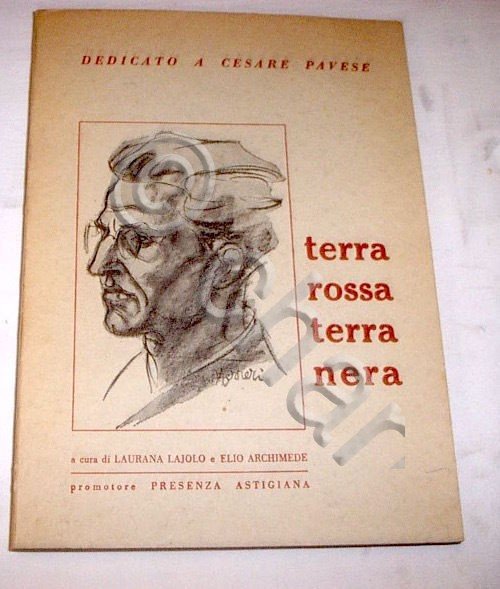 DEDICATO A CESARE PAVESE
terra
rossa
terra
nera
a cura di LAURANA LAJOLO e ELIO ARCHIMEDE
promotore PRESENZA ASTIGIANA